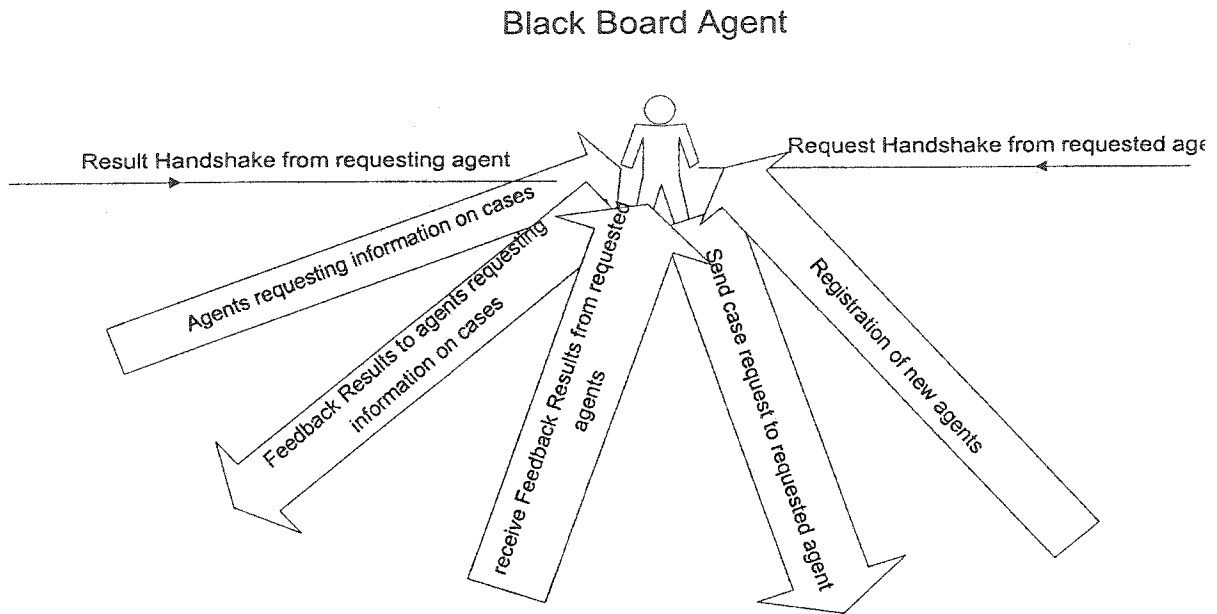 Black Board Agent
Result Handshake from requesting agent
Request Handshake from requested age
Agents requesting information on cases
Feedback Results to agents requesting
information on cases
receive Feedback Results from requested
agents
Send case request to requested agent
Registration of new agents